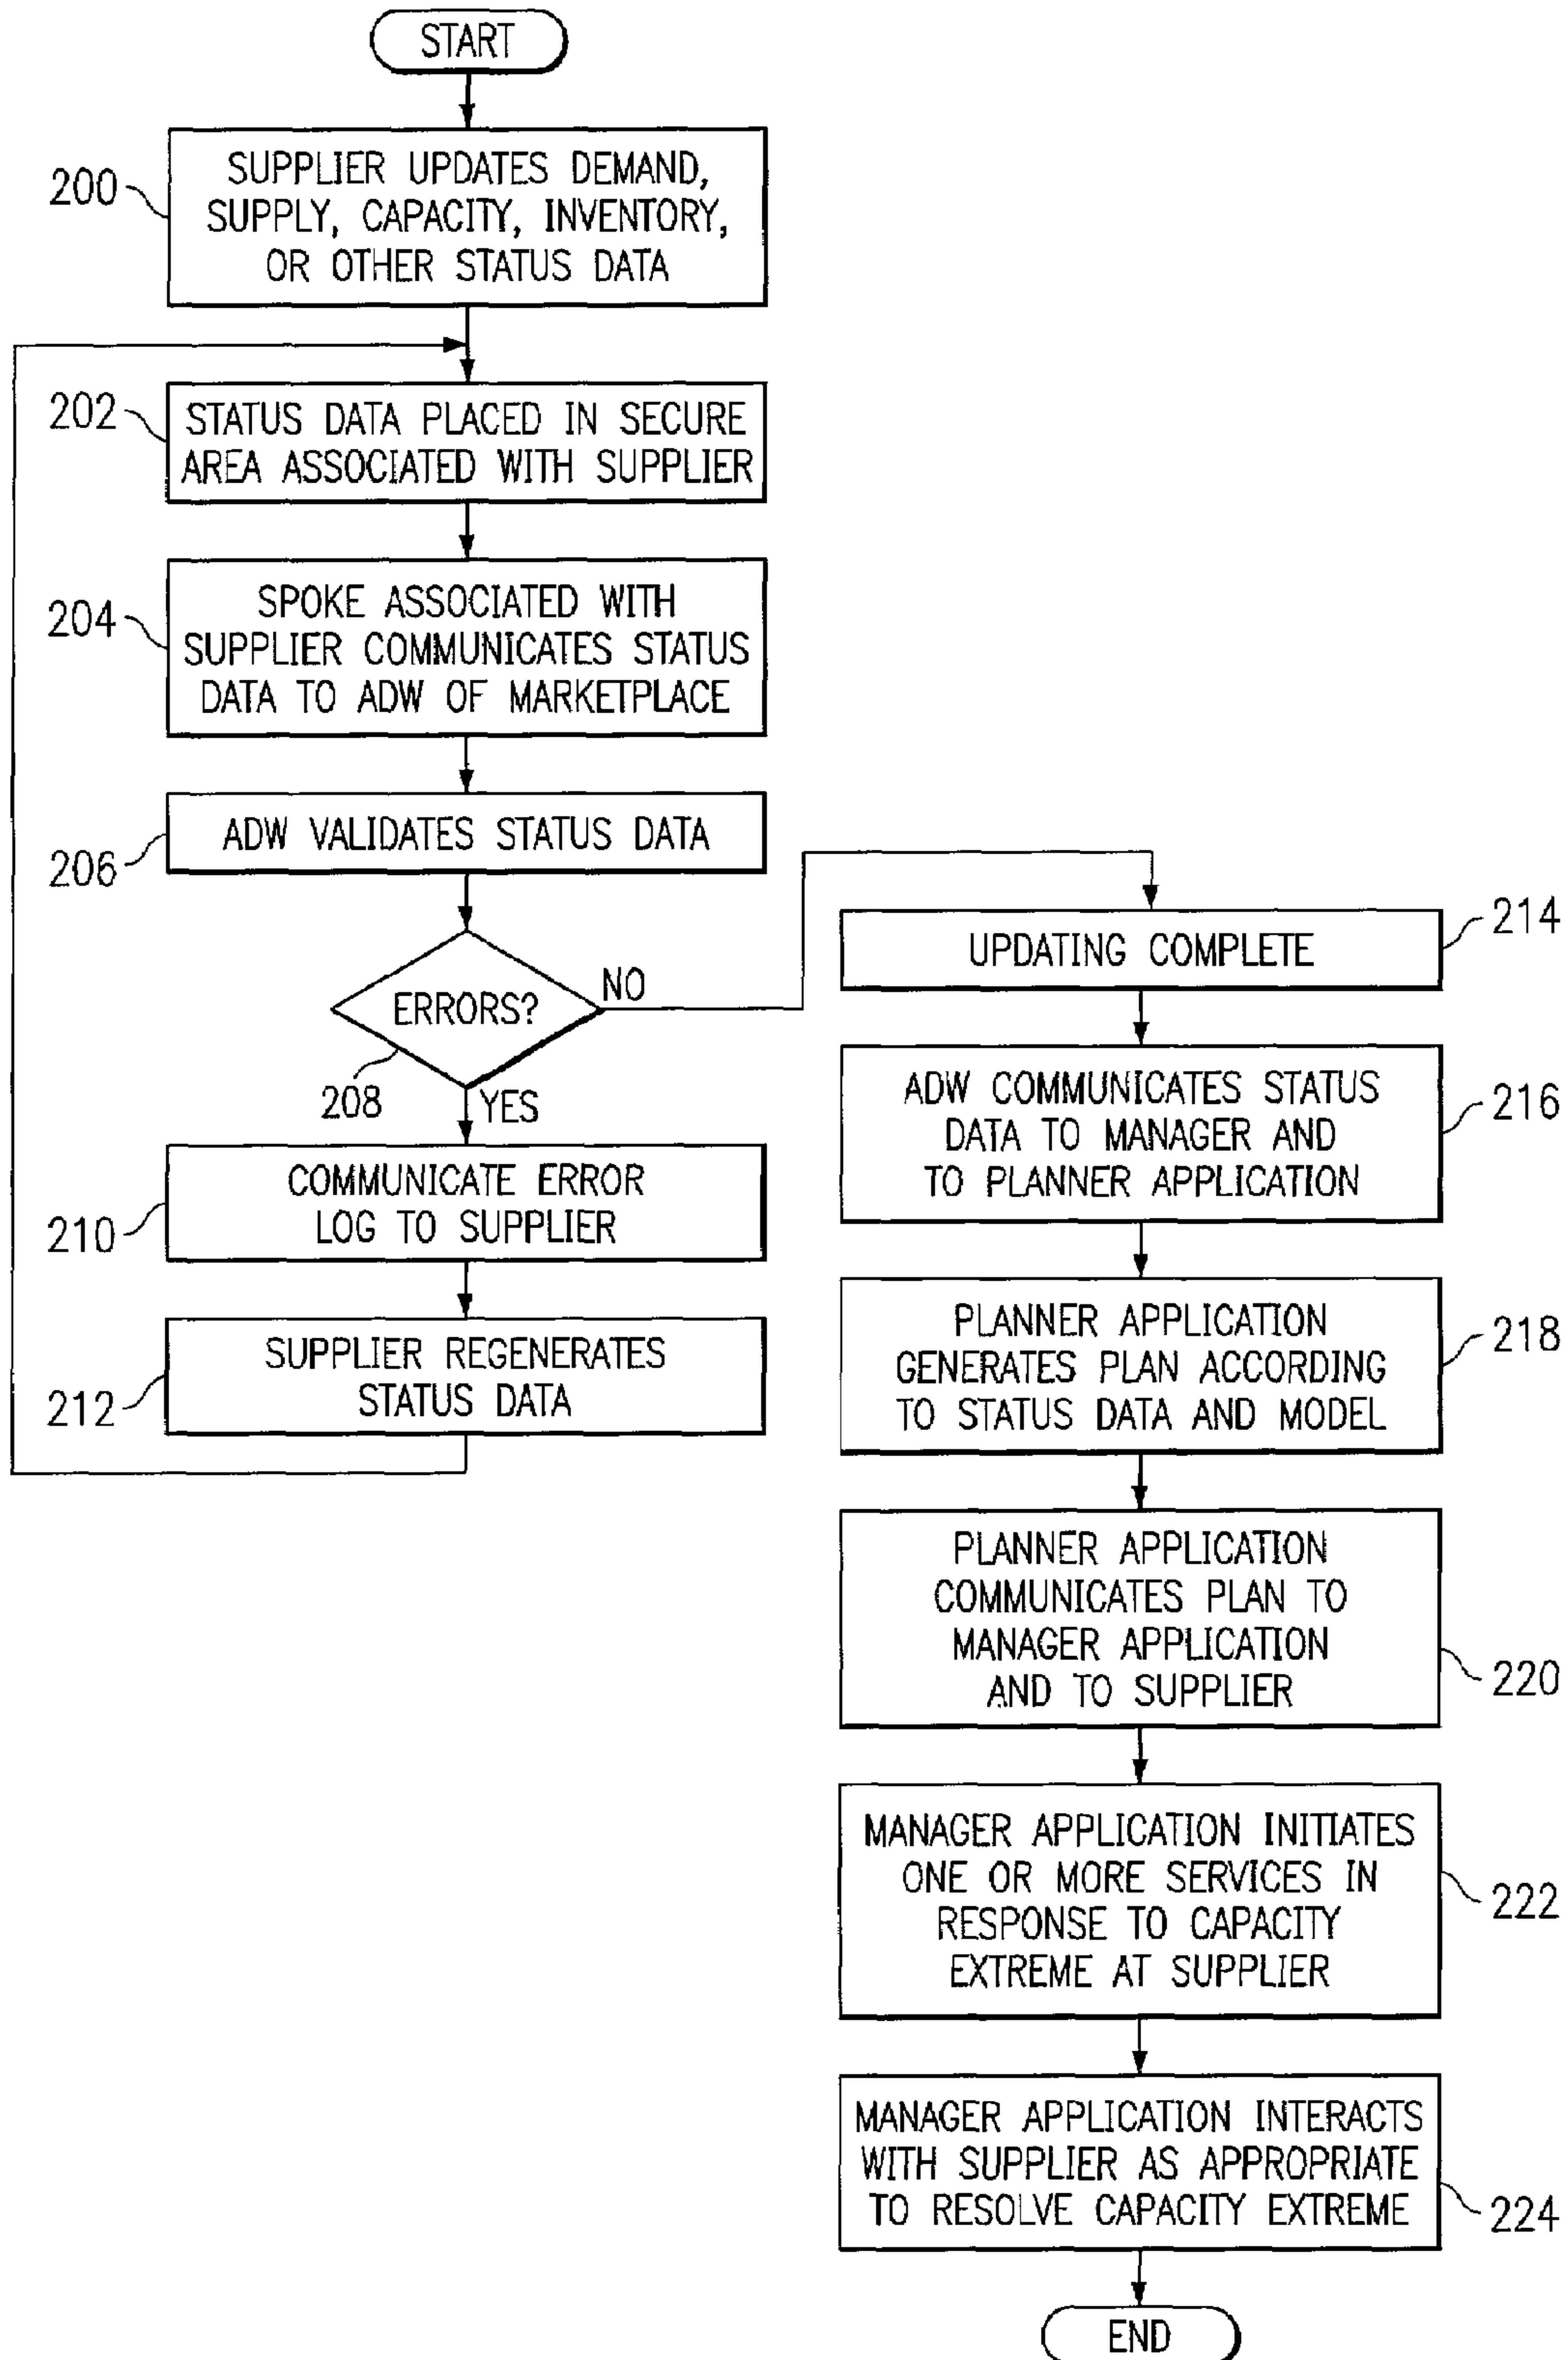 START
200
SUPPLIER UPDATES DEMAND,
SUPPLY, CAPACITY, INVENTORY,
OR OTHER STATUS DATA
202
STATUS DATA PLACED IN SECURE
AREA ASSOCIATED WITH SUPPLIER
204
SPOKE ASSOCIATED WITH
SUPPLIER COMMUNICATES STATUS
DATA TO ADW OF MARKETPLACE
206
ADW VALIDATES STATUS DATA
ERRORS?
NO
208
YES
210
COMMUNICATE ERROR
LOG TO SUPPLIER
212
SUPPLIER REGENERATES
STATUS DATA
214
UPDATING COMPLETE
216
ADW COMMUNICATES STATUS
DATA TO MANAGER AND
TO PLANNER APPLICATION
218
PLANNER APPLICATION
GENERATES PLAN ACCORDING
TO STATUS DATA AND MODEL
220
PLANNER APPLICATION
COMMUNICATES PLAN TO
MANAGER APPLICATION
AND TO SUPPLIER
222
MANAGER APPLICATION INITIATES
ONE OR MORE SERVICES IN
RESPONSE TO CAPACITY
EXTREME AT SUPPLIER
224
MANAGER APPLICATION INTERACTS
WITH SUPPLIER AS APPROPRIATE
TO RESOLVE CAPACITY EXTREME
END